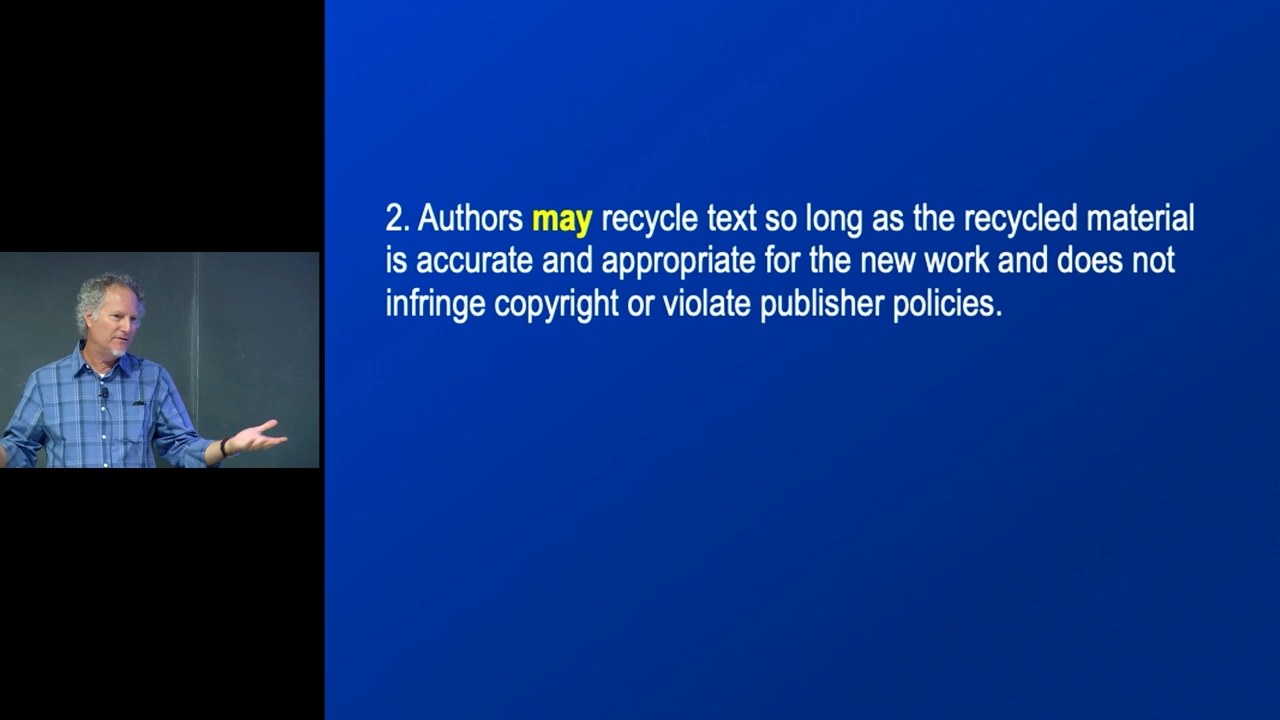 2. Authors may recycle text so long as the recycled material
is accurate and appropriate for the new work and does not
infringe copyright or violate publisher policies.